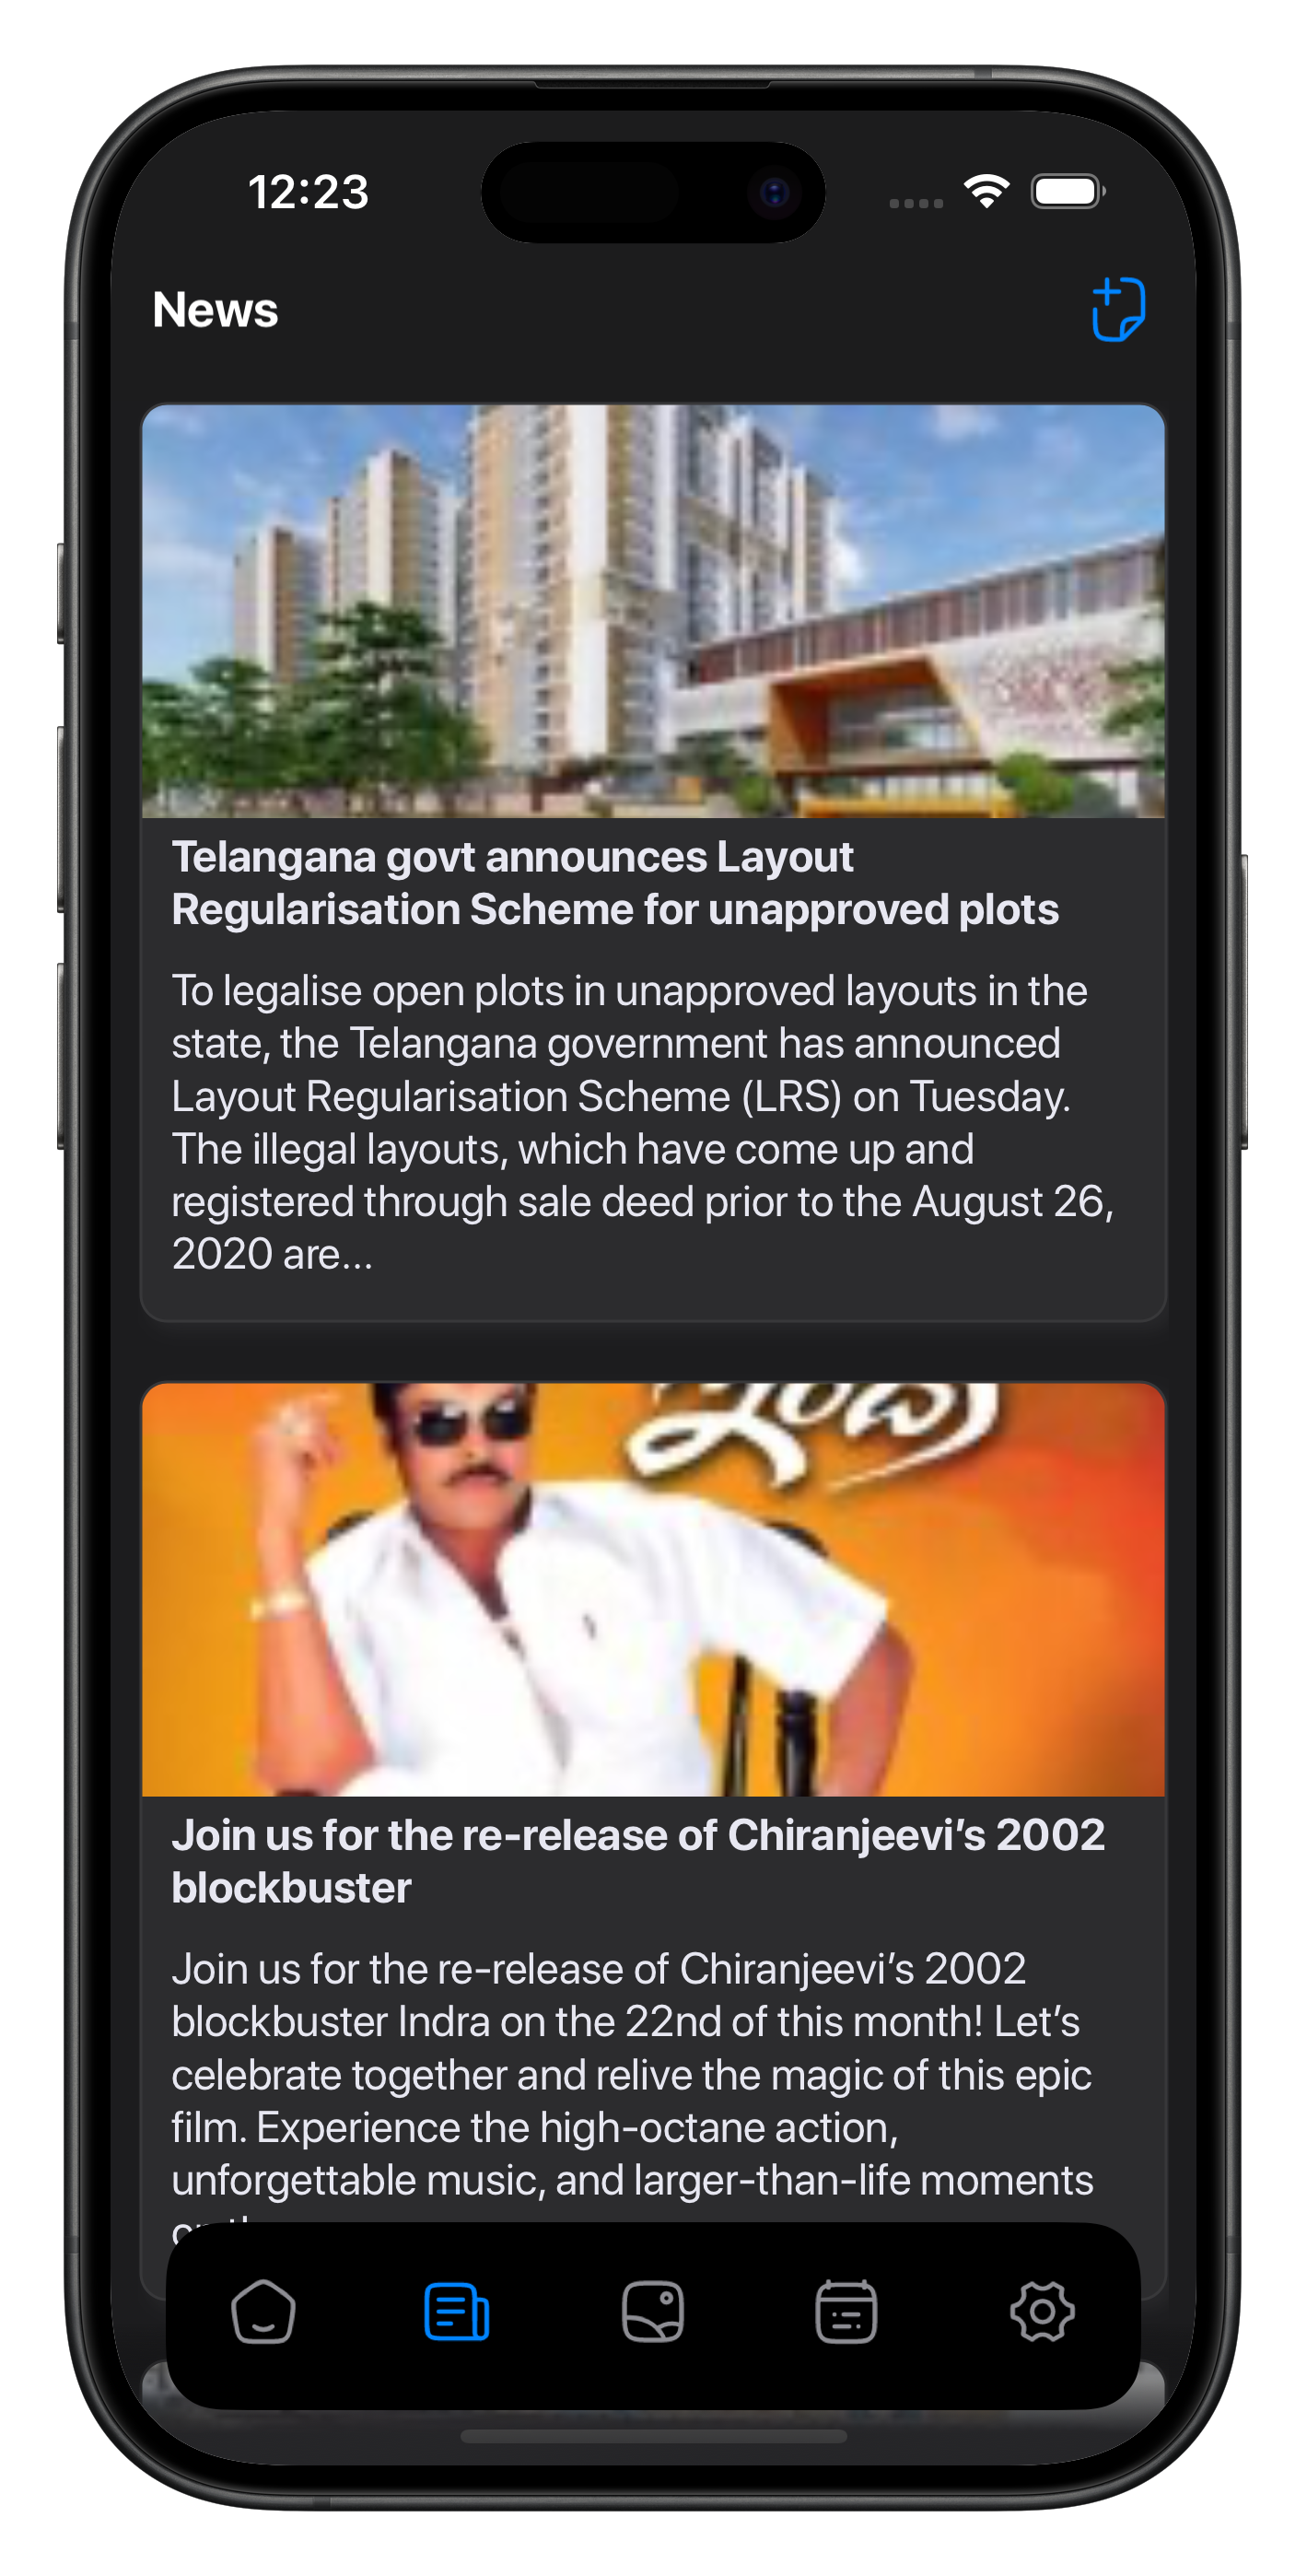 12:23
News
Telangana govt announces Layout
Regularisation Scheme for unapproved plots
To legalise open plots in unapproved layouts in the
state, the Telangana government has announced
Layout Regularisation Scheme (LRS) on Tuesday.
The illegal layouts, which have come up and
registered through sale deed prior to the August 26,
2020 are...
Join us for the re-release of Chiranjeevi’s 2002
blockbuster
Join us for the re-release of Chiranjeevi’s 2002
blockbuster Indra on the 22nd of this month! Let’s
celebrate together and relive the magic of this epic
film. Experience the high-octane action,
unforgettable music, and larger-than-life moments